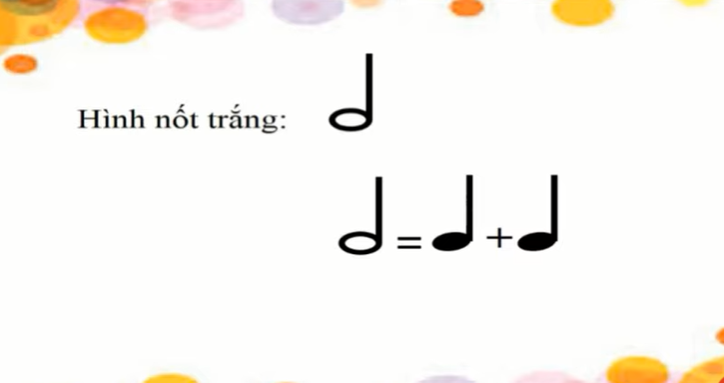 Hình nốt trắng:
= +